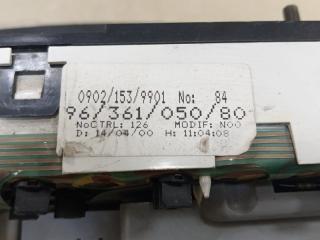 0902/153/9901 No: 84
96/361/050/80
NoCTRL: 126 MODIF: N00
D: 14/04/00 H: 11:04:08